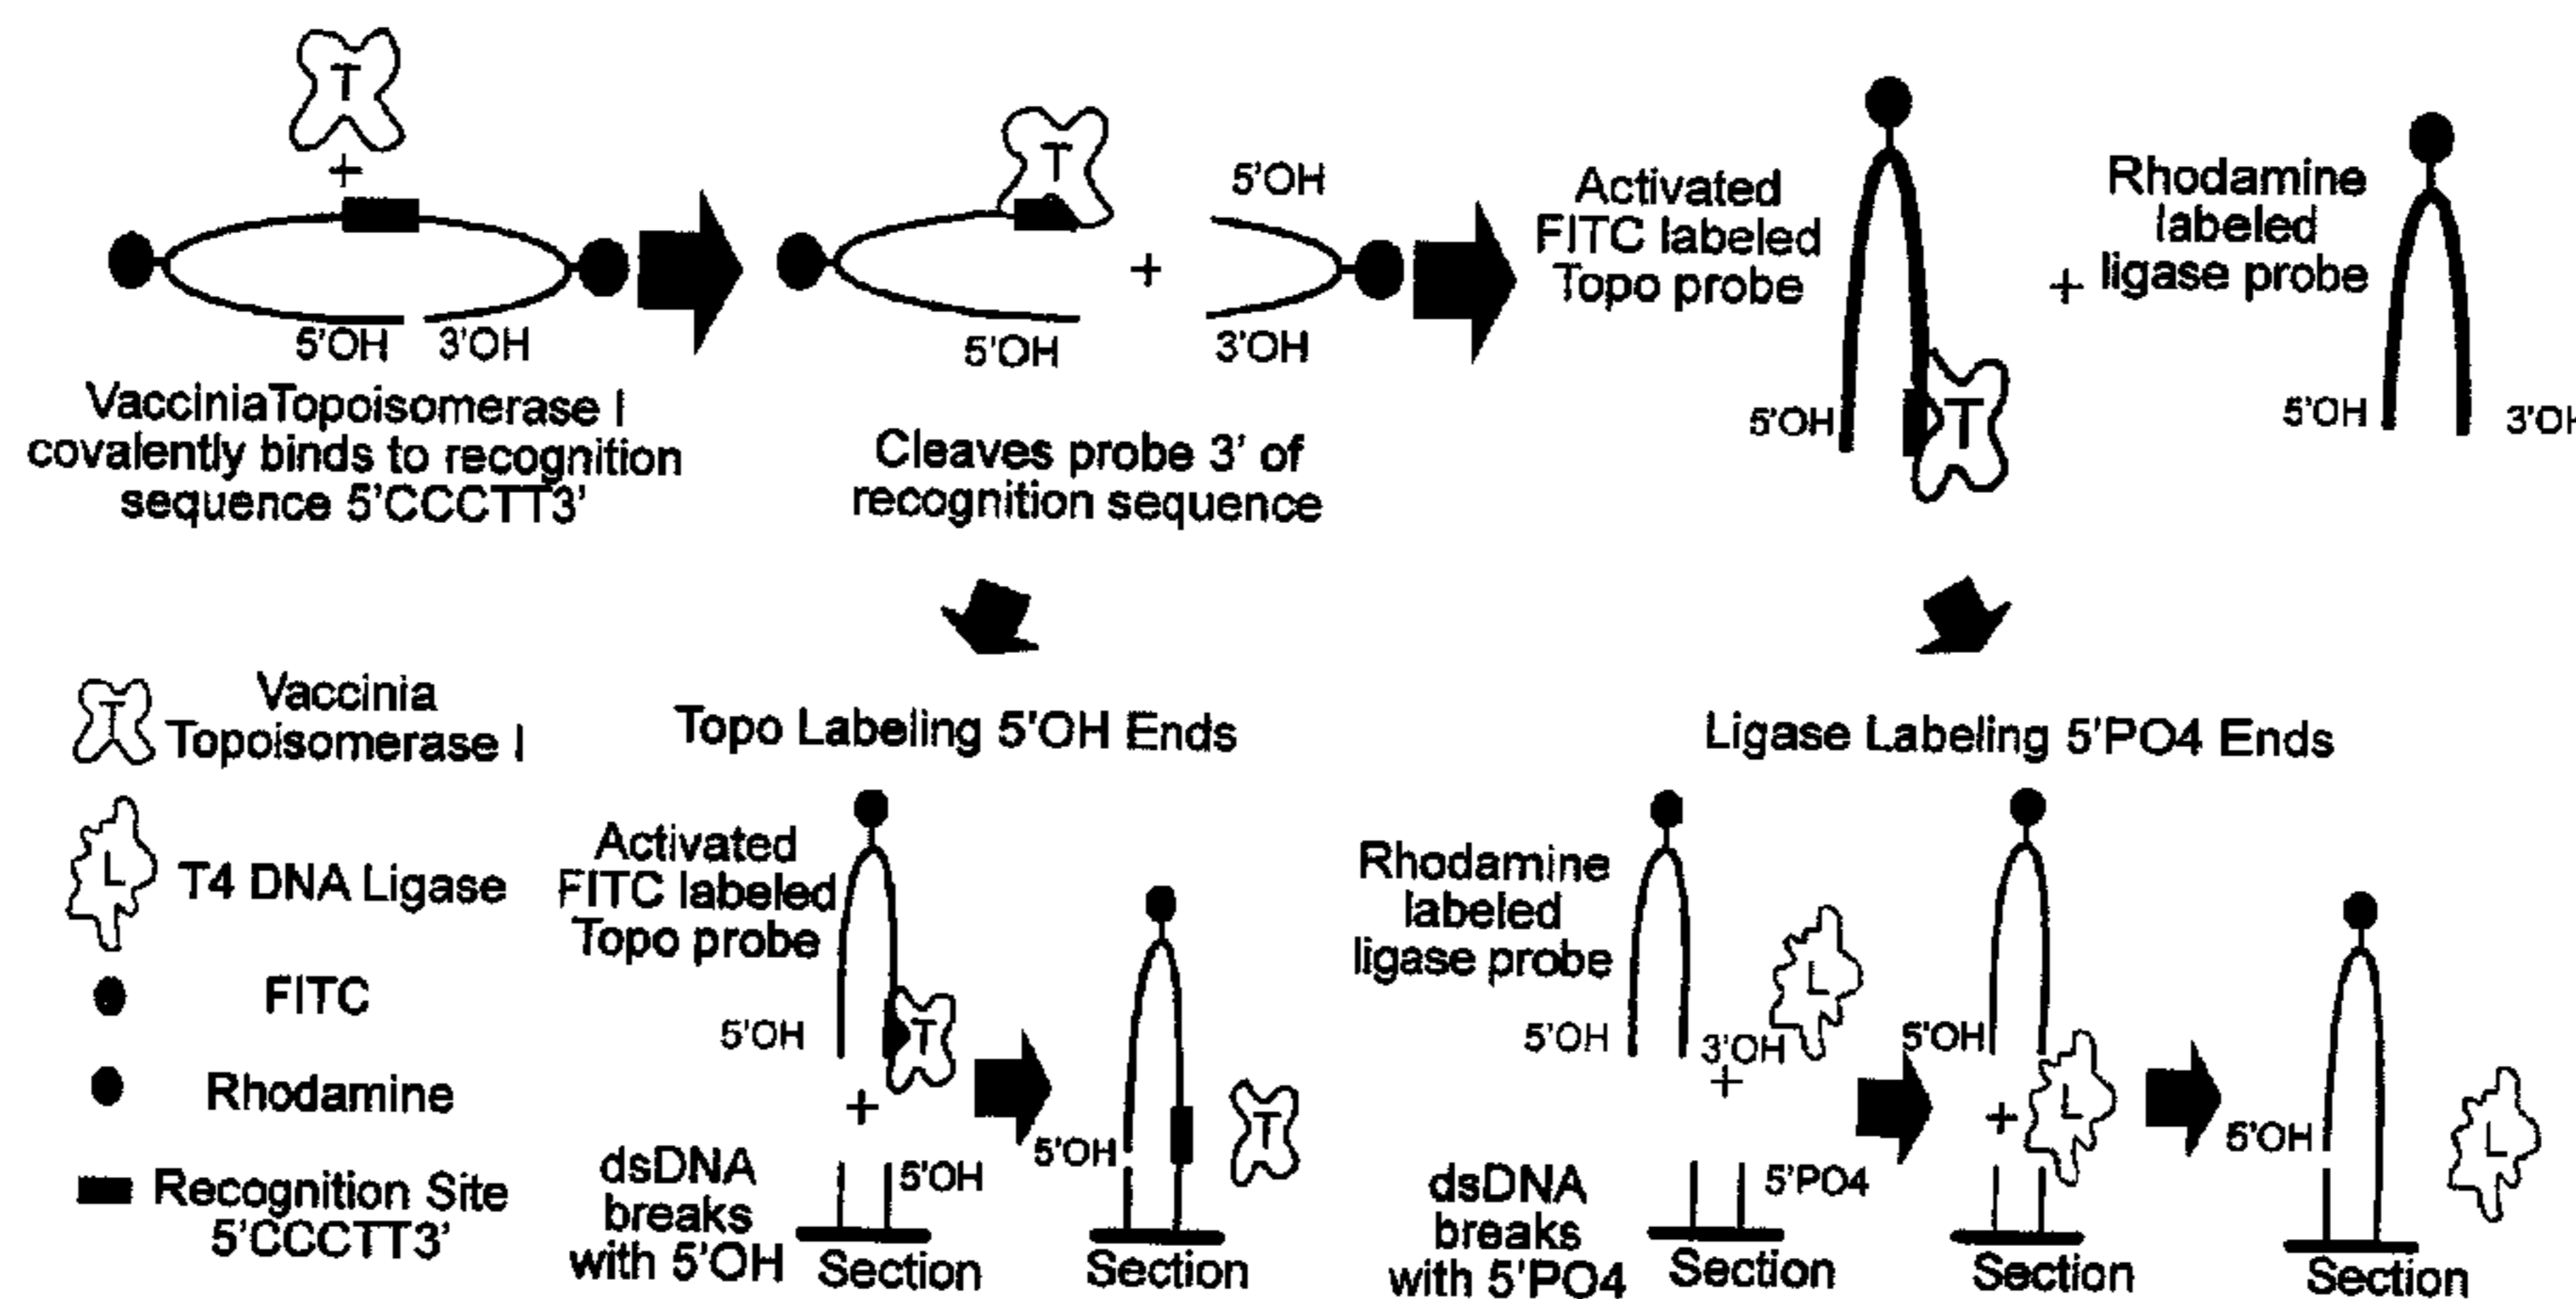 T
+
5'OH 3'OH
VacciniaTopoisomerase I
covalently binds to recognition
sequence 5'CCCTT3'
T
5'OH
+
5'OH
3'OH
Cleaves probe 3' of
recognition sequence
Activated
FITC labeled
Topo probe
5'OH
T
+
Rhodamine
labeled
ligase probe
5'OH
3'OH
T
Vaccinia
Topoisomerase I
L
T4 DNA Ligase
FITC
Rhodamine
Recognition Site
5'CCCTT3'
Topo Labeling 5'OH Ends
Activated
FITC labeled
Topo probe
5'OH
T
+
dsDNA
breaks
with 5'OH
5'OH
Section
5'OH
T
Section
Ligase Labeling 5'PO4 Ends
Rhodamine
labeled
ligase probe
5'OH
3'OH
L
+
dsDNA
breaks
with 5'PO4
5'PO4
Section
5'OH
+
L
Section
5'OH
L
Section